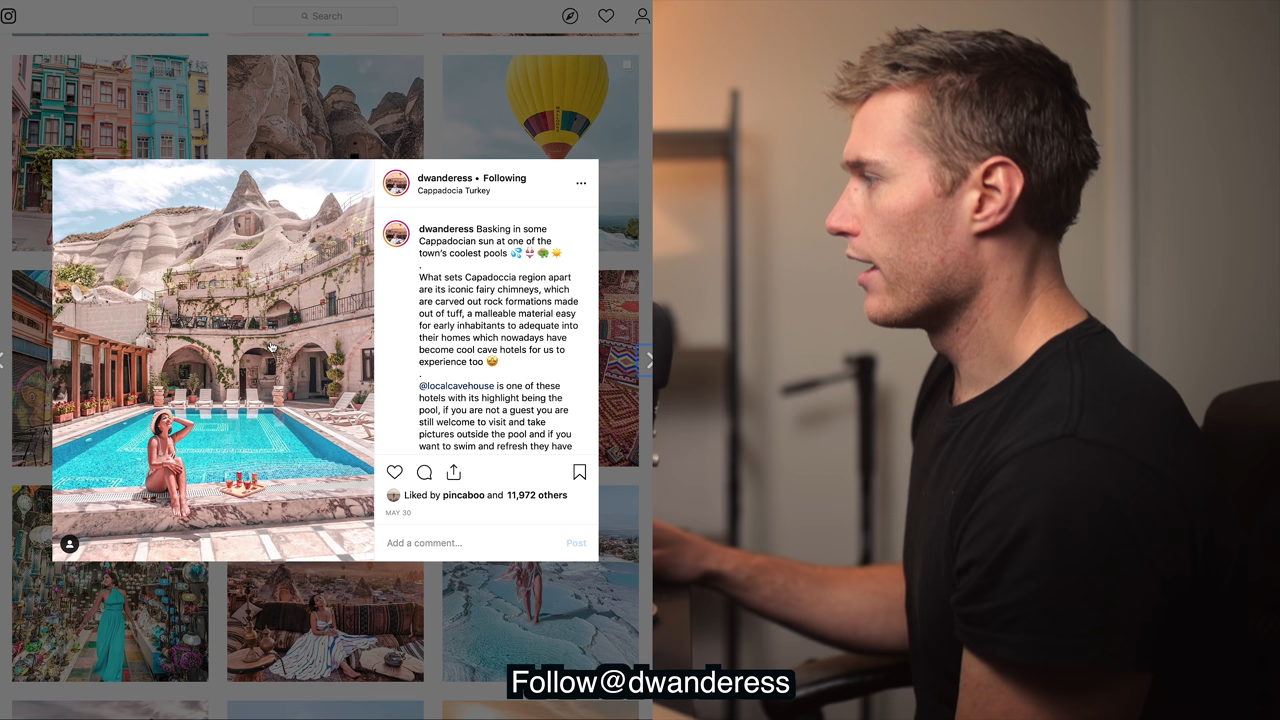 Search
dwanderess • Following
Cappadocia Turkey
dwanderess Basking in some
Cappadocian sun at one of the
town's coolest pools 💦👙🐢☀️
.
What sets Capadoccia region apart
are its iconic fairy chimneys, which
are carved out rock formations made
out of tuff, a malleable material easy
for early inhabitants to adequate into
their homes which nowadays have
become cool cave hotels for us to
experience too 🤩
.
@localcavehouse is one of these
hotels with its highlight being the
pool, if you are not a guest you are
still welcome to visit and take
pictures outside the pool and if you
want to swim and refresh they have
Liked by pincaboo and 11,972 others
MAY 30
Add a comment...
Post
Follow@dwanderess